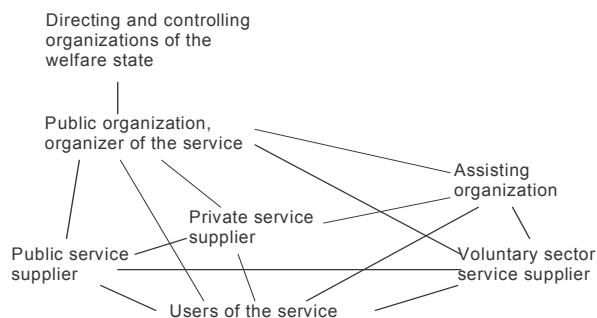 Directing and controlling
organizations of the
welfare state
Public organization,
organizer of the service
Assisting
organization
Private service
supplier
Public service
supplier
Voluntary sector
service supplier
Users of the service